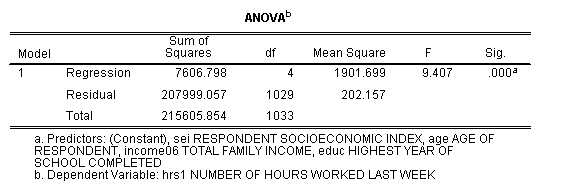 ANOVAb
Model Sum of Squares df Mean Square F Sig.
1 Regression 7606.798 4 1901.699 9.407 .000a
Residual 207999.057 1029 202.157
Total 215605.854 1033
a. Predictors: (Constant), sei RESPONDENT SOCIOECONOMIC INDEX, age AGE OF
RESPONDENT, income06 TOTAL FAMILY INCOME, educ HIGHEST YEAR OF
SCHOOL COMPLETED
b. Dependent Variable: hrs1 NUMBER OF HOURS WORKED LAST WEEK